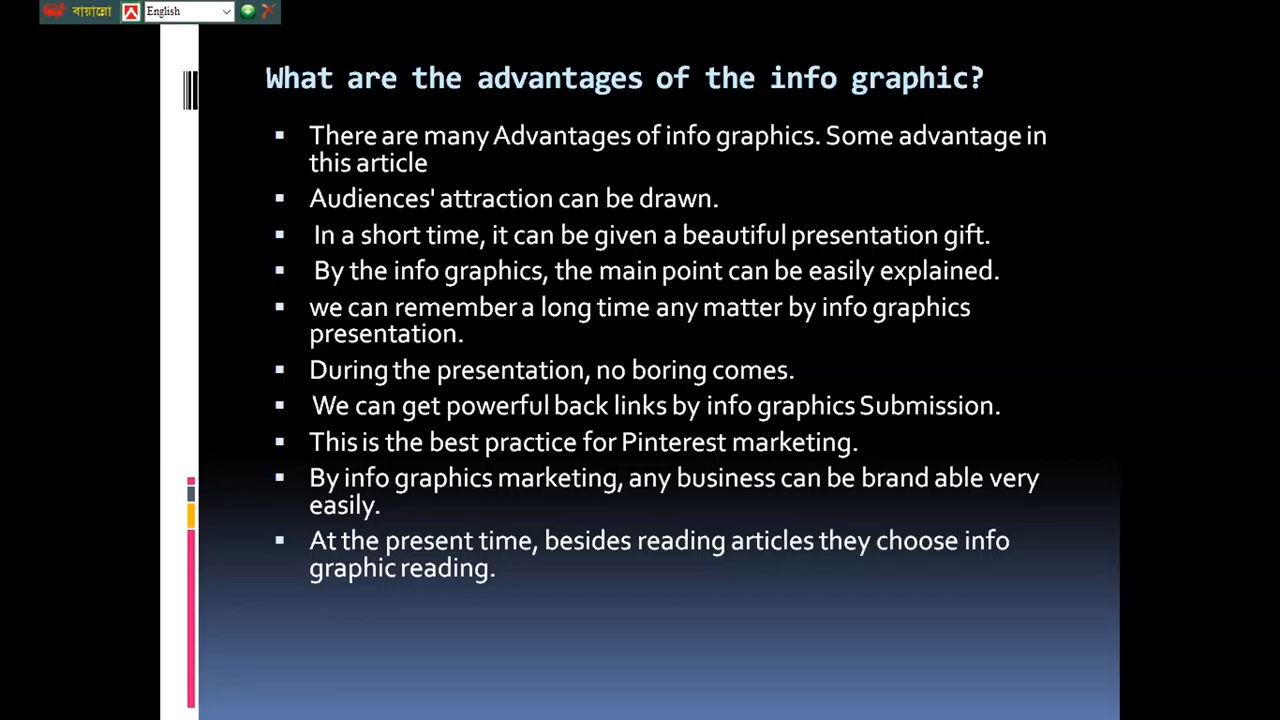 বায়ান্নো
English
What are the advantages of the info graphic?
There are many Advantages of info graphics. Some advantage in
this article
Audiences' attraction can be drawn.
In a short time, it can be given a beautiful presentation gift.
By the info graphics, the main point can be easily explained.
we can remember a long time any matter by info graphics
presentation.
During the presentation, no boring comes.
We can get powerful back links by info graphics Submission.
This is the best practice for Pinterest marketing.
By info graphics marketing, any business can be brand able very
easily.
At the present time, besides reading articles they choose info
graphic reading.